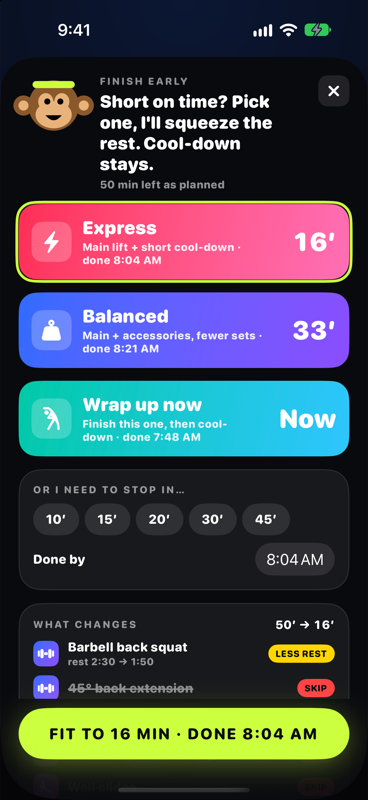 9:41
FINISH EARLY
Short on time? Pick
one, I'll squeeze the
rest. Cool-down
stays.
50 min left as planned
Express
Main lift + short cool-down ·
done 8:04 AM
16′
Balanced
Main + accessories, fewer sets ·
done 8:21 AM
33′
Wrap up now
Finish this one, then cool-
down · done 7:48 AM
Now
OR I NEED TO STOP IN…
10′ 15′ 20′ 30′ 45′
Done by 8:04 AM
WHAT CHANGES 50′ → 16′
Barbell back squat
rest 2:30 → 1:50
LESS REST
45° back extension
SKIP
FIT TO 16 MIN · DONE 8:04 AM